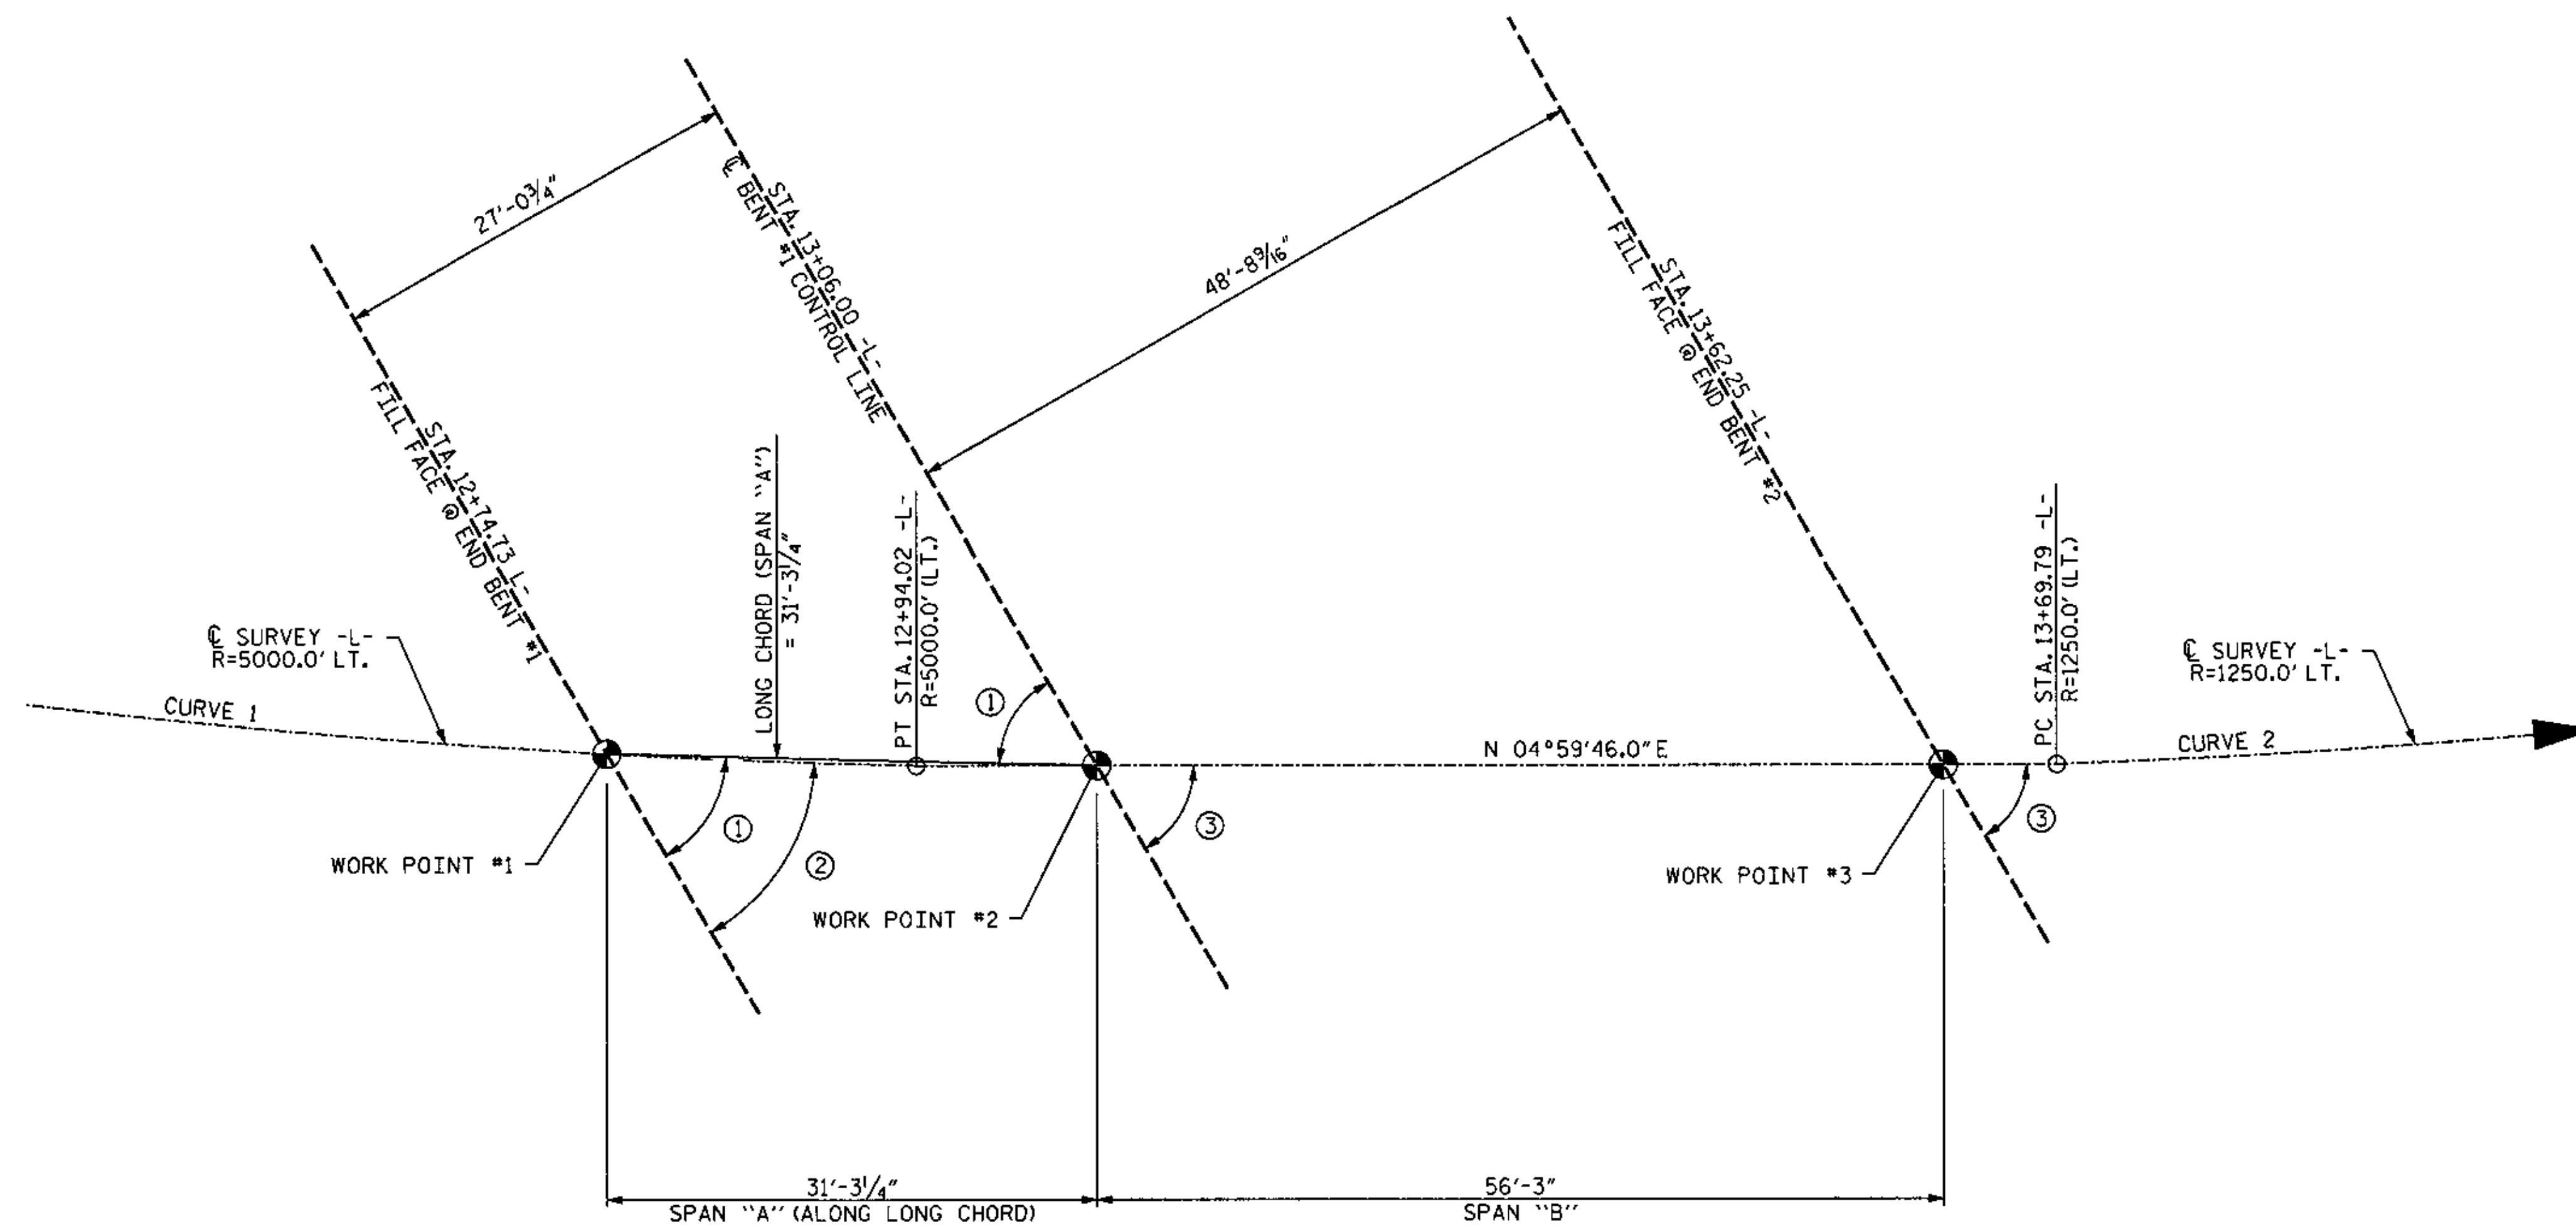 27'-0¾"
STA. 13+06.00 -L-
℄ BENT #1 CONTROL LINE
48'-8⁹⁄₁₆"
STA. 13+62.25 -L-
FILL FACE @ END BENT #2
STA. 12+74.73 L-
FILL FACE @ END BENT #1
LONG CHORD (SPAN "A")
= 31'-3¼"
PT STA. 12+94.02 -L-
R=5000.0' (LT.)
PC STA. 13+69.79 -L-
R=1250.0' (LT.)
℄ SURVEY -L-
R=5000.0' LT.
℄ SURVEY -L-
R=1250.0' LT.
CURVE 1
①
N 04°59'46.0"E
CURVE 2
①
②
③
③
WORK POINT #1
WORK POINT #2
WORK POINT #3
31'-3¼"
SPAN "A" (ALONG LONG CHORD)
56'-3"
SPAN "B"